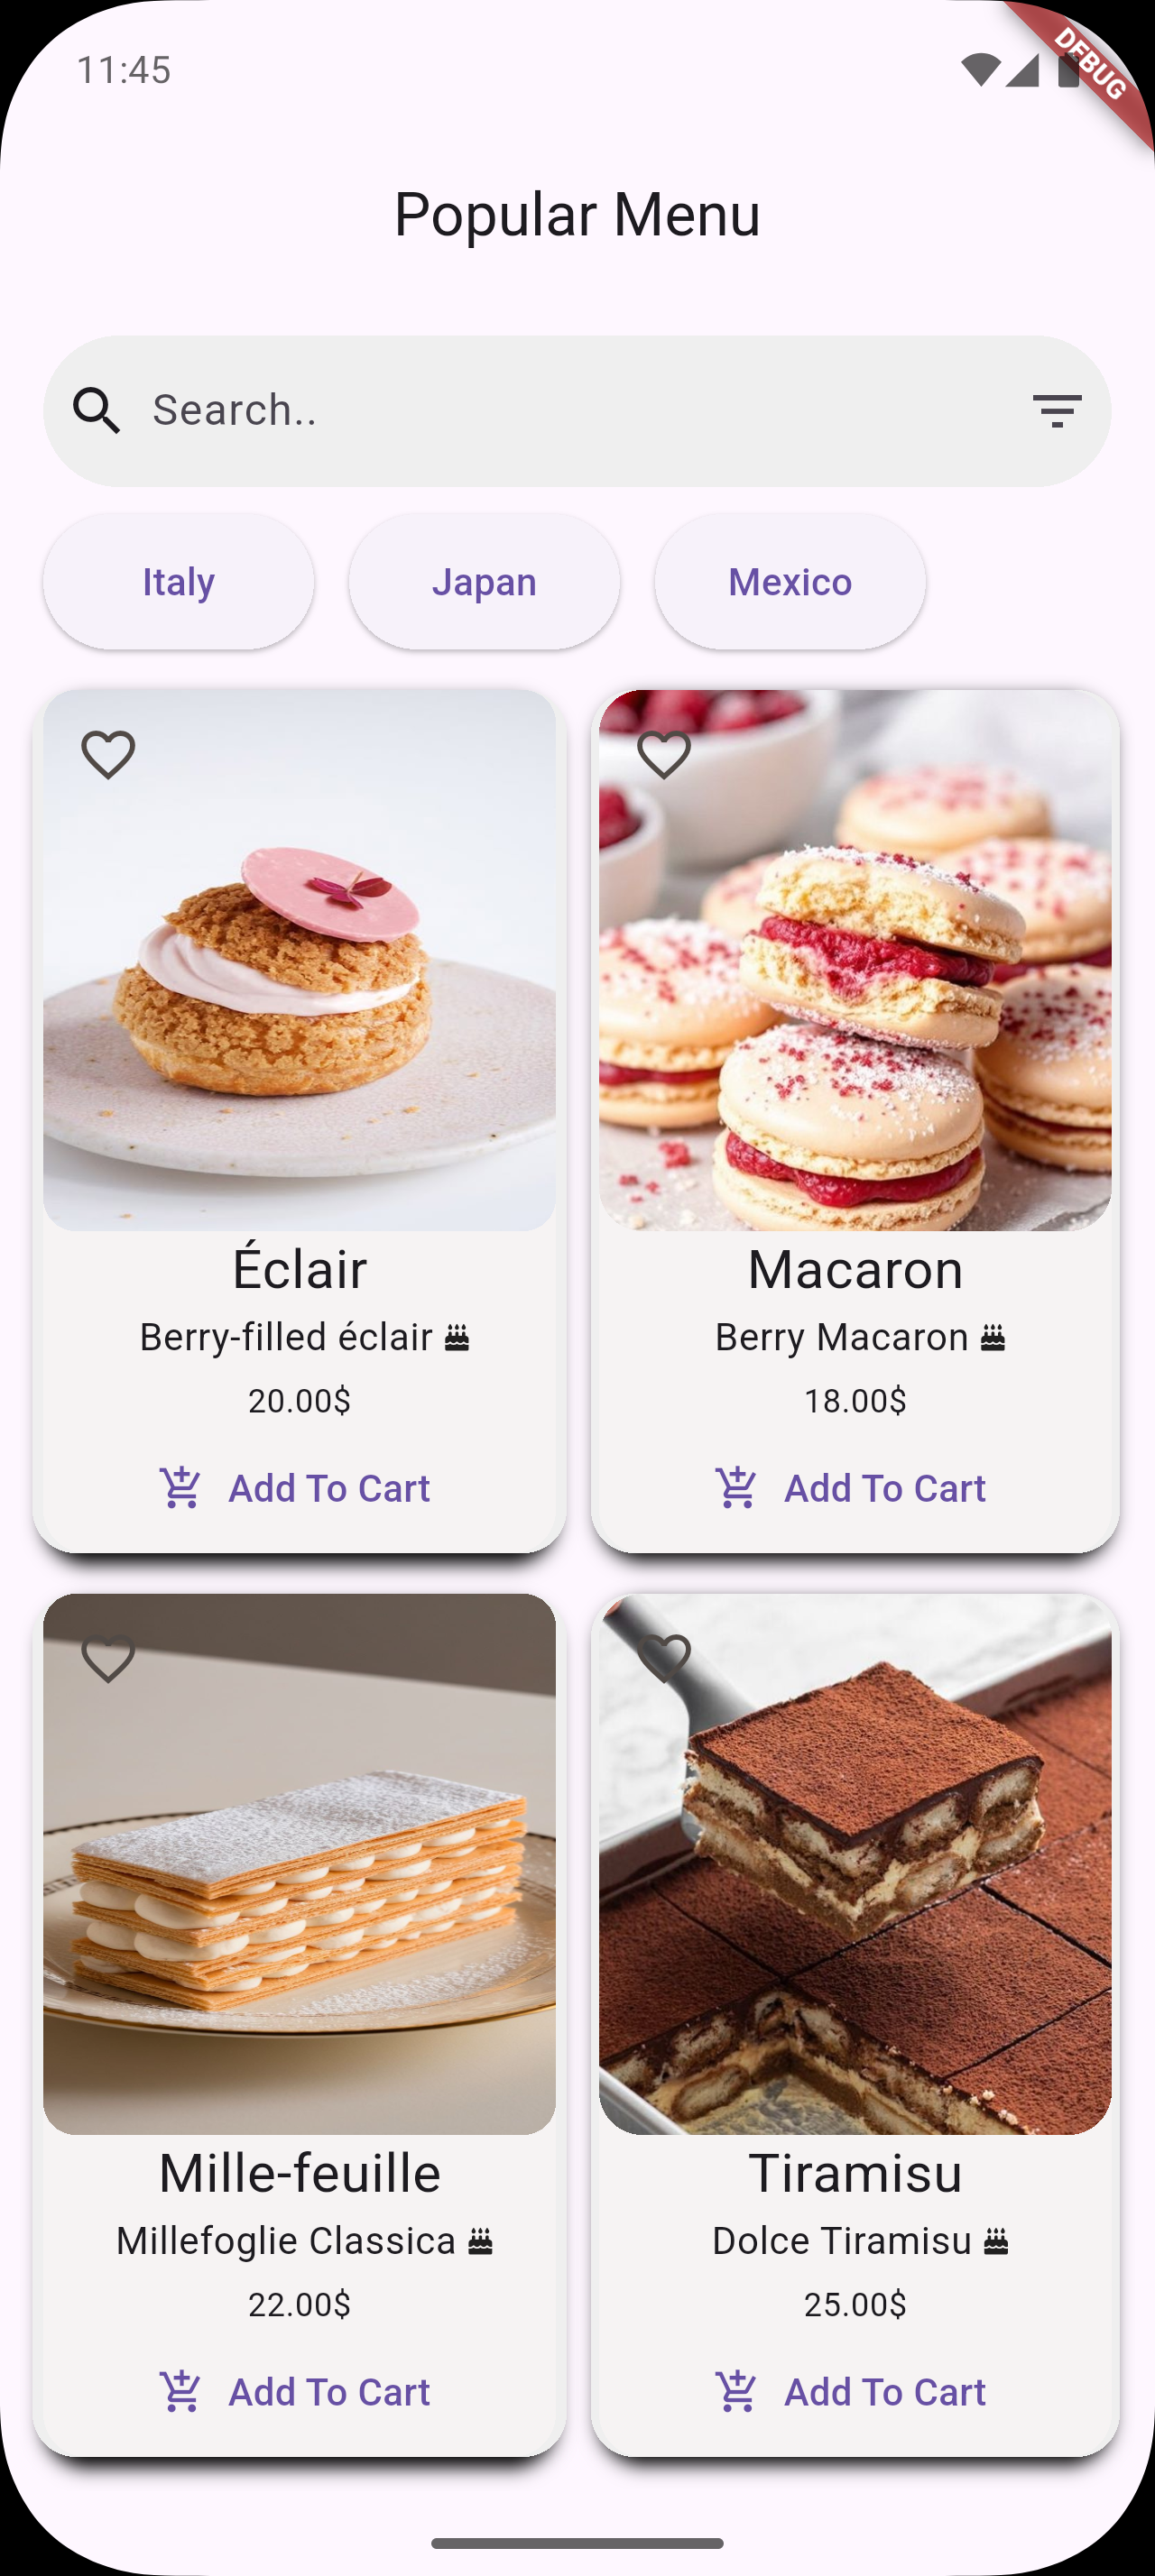 11:45
DEBUG
Popular Menu
Search..
Italy Japan Mexico
Éclair
Berry-filled éclair
20.00$
Add To Cart
Macaron
Berry Macaron
18.00$
Add To Cart
Mille-feuille
Millefoglie Classica
22.00$
Add To Cart
Tiramisu
Dolce Tiramisu
25.00$
Add To Cart